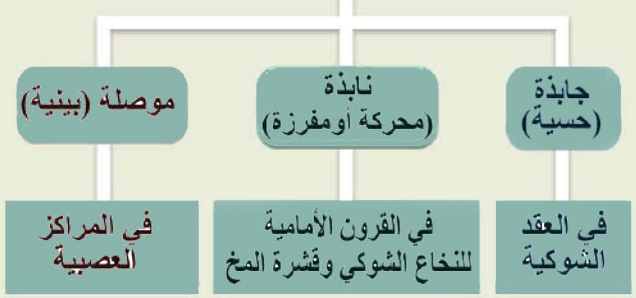 جابذة
(حسية)
نابذة
(محركة أومفرزة)
موصلة (بينية)
في العقد
الشوكية
في القرون الأمامية
للنخاع الشوكي وقشرة المخ
في المراكز
العصبية